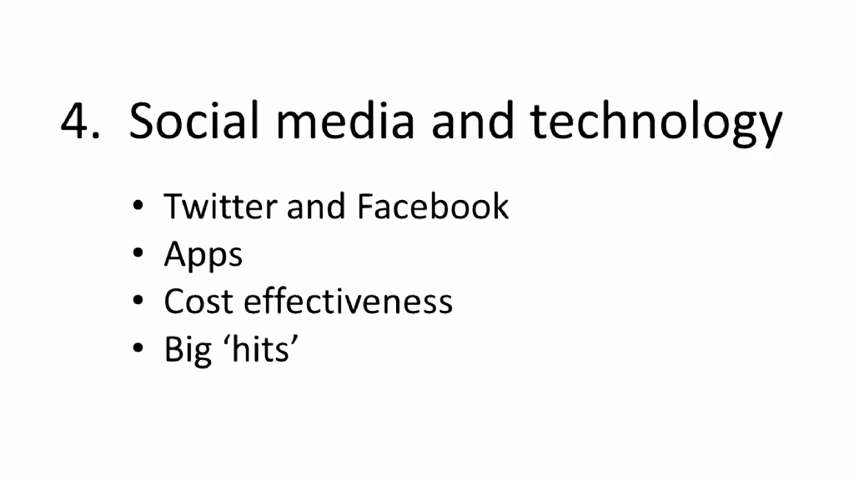 4. Social media and technology
• Twitter and Facebook
• Apps
• Cost effectiveness
• Big ‘hits’